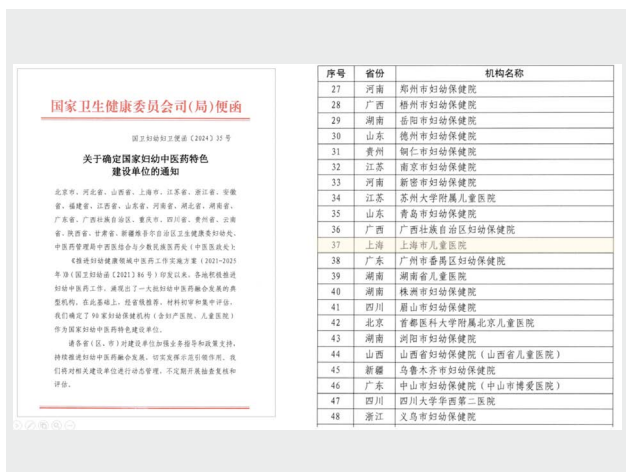 国家卫生健康委员会司(局)便函
国卫妇幼妇卫便函〔2024〕35号
关于确定国家妇幼中医药特色
建设单位的通知
北京市、河北省、山西省、上海市、江苏省、浙江省、安徽
省、福建省、江西省、山东省、河南省、湖北省、湖南省、
广东省、广西壮族自治区、重庆市、四川省、贵州省、云南
省、陕西省、甘肃省、新疆维吾尔自治区卫生健康委妇幼处、
中医药管理局中西医结合与少数民族医药处(中医医政处):
《推进妇幼健康领域中医药工作实施方案(2021-2025
年)》(国卫妇幼函〔2021〕86号)印发以来,各地积极推进
妇幼中医药工作,涌现出了一大批妇幼中医药融合发展的典
型机构。在此基础上,经省级推荐、材料初审和集中评估,
我们确定了90家妇幼保健机构(含妇产医院、儿童医院)
作为国家妇幼中医药特色建设单位。
请各省(区、市)对建设单位加强业务指导和政策支持,
持续推进妇幼中医药融合发展,切实发挥示范引领作用。我
们将对相关建设单位进行动态管理,不定期开展抽查复核和
评估。
序号 省份 机构名称
27 河南 郑州市妇幼保健院
28 广西 梧州市妇幼保健院
29 湖南 岳阳市妇幼保健院
30 山东 德州市妇幼保健院
31 贵州 铜仁市妇幼保健院
32 江苏 南京市妇幼保健院
33 河南 新密市妇幼保健院
34 江苏 苏州大学附属儿童医院
35 山东 青岛市妇幼保健院
36 广西 广西壮族自治区妇幼保健院
37 上海 上海市儿童医院
38 广东 广州市番禺区妇幼保健院
39 湖南 湖南省儿童医院
40 湖南 株洲市妇幼保健院
41 四川 眉山市妇幼保健院
42 北京 首都医科大学附属北京儿童医院
43 湖南 浏阳市妇幼保健院
44 山西 山西省妇幼保健院(山西省儿童医院)
45 新疆 乌鲁木齐市妇幼保健院
46 广东 中山市妇幼保健院(中山市博爱医院)
47 四川 四川大学华西第二医院
48 浙江 义乌市妇幼保健院